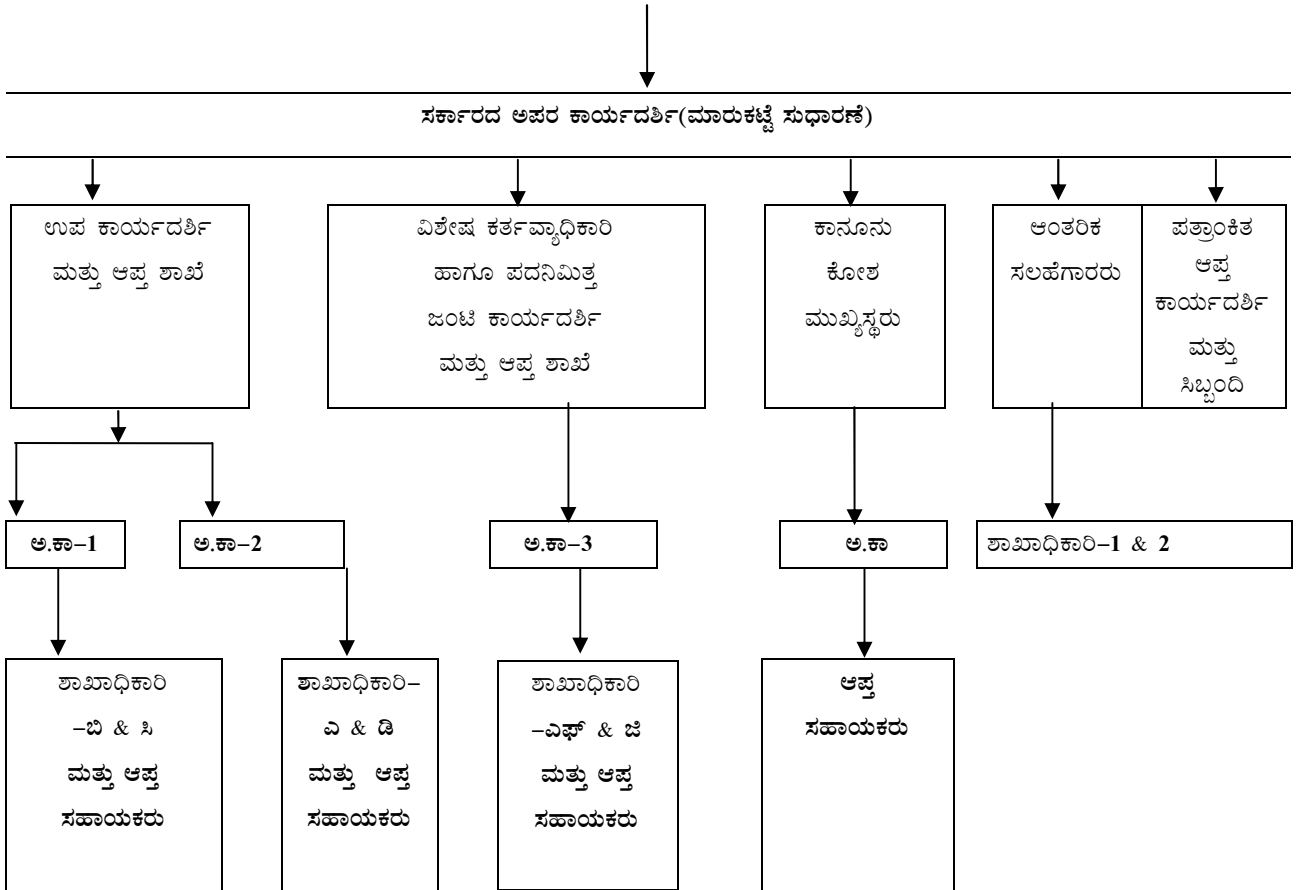 ಸರ್ಕಾರದ ಅಪರ ಕಾರ್ಯದರ್ಶಿ(ಮಾರುಕಟ್ಟೆ ಸುಧಾರಣೆ)
ಉಪ ಕಾರ್ಯದರ್ಶಿ
ಮತ್ತು ಆಪ್ತ ಶಾಖೆ
ವಿಶೇಷ ಕರ್ತವ್ಯಾಧಿಕಾರಿ
ಹಾಗೂ ಪದನಿಮಿತ್ತ
ಜಂಟಿ ಕಾರ್ಯದರ್ಶಿ
ಮತ್ತು ಆಪ್ತ ಶಾಖೆ
ಕಾನೂನು
ಕೋಶ
ಮುಖ್ಯಸ್ಥರು
ಆಂತರಿಕ
ಸಲಹೆಗಾರರು
ಪತ್ರಾಂಕಿತ
ಆಪ್ತ
ಕಾರ್ಯದರ್ಶಿ
ಮತ್ತು
ಸಿಬ್ಬಂದಿ
ಅ.ಕಾ–1
ಅ.ಕಾ–2
ಅ.ಕಾ–3
ಅ.ಕಾ
ಶಾಖಾಧಿಕಾರಿ–1 & 2
ಶಾಖಾಧಿಕಾರಿ
–ಬಿ & ಸಿ
ಮತ್ತು ಆಪ್ತ
ಸಹಾಯಕರು
ಶಾಖಾಧಿಕಾರಿ–
ಎ & ಡಿ
ಮತ್ತು ಆಪ್ತ
ಸಹಾಯಕರು
ಶಾಖಾಧಿಕಾರಿ
–ಎಫ್ & ಜಿ
ಮತ್ತು ಆಪ್ತ
ಸಹಾಯಕರು
ಆಪ್ತ
ಸಹಾಯಕರು